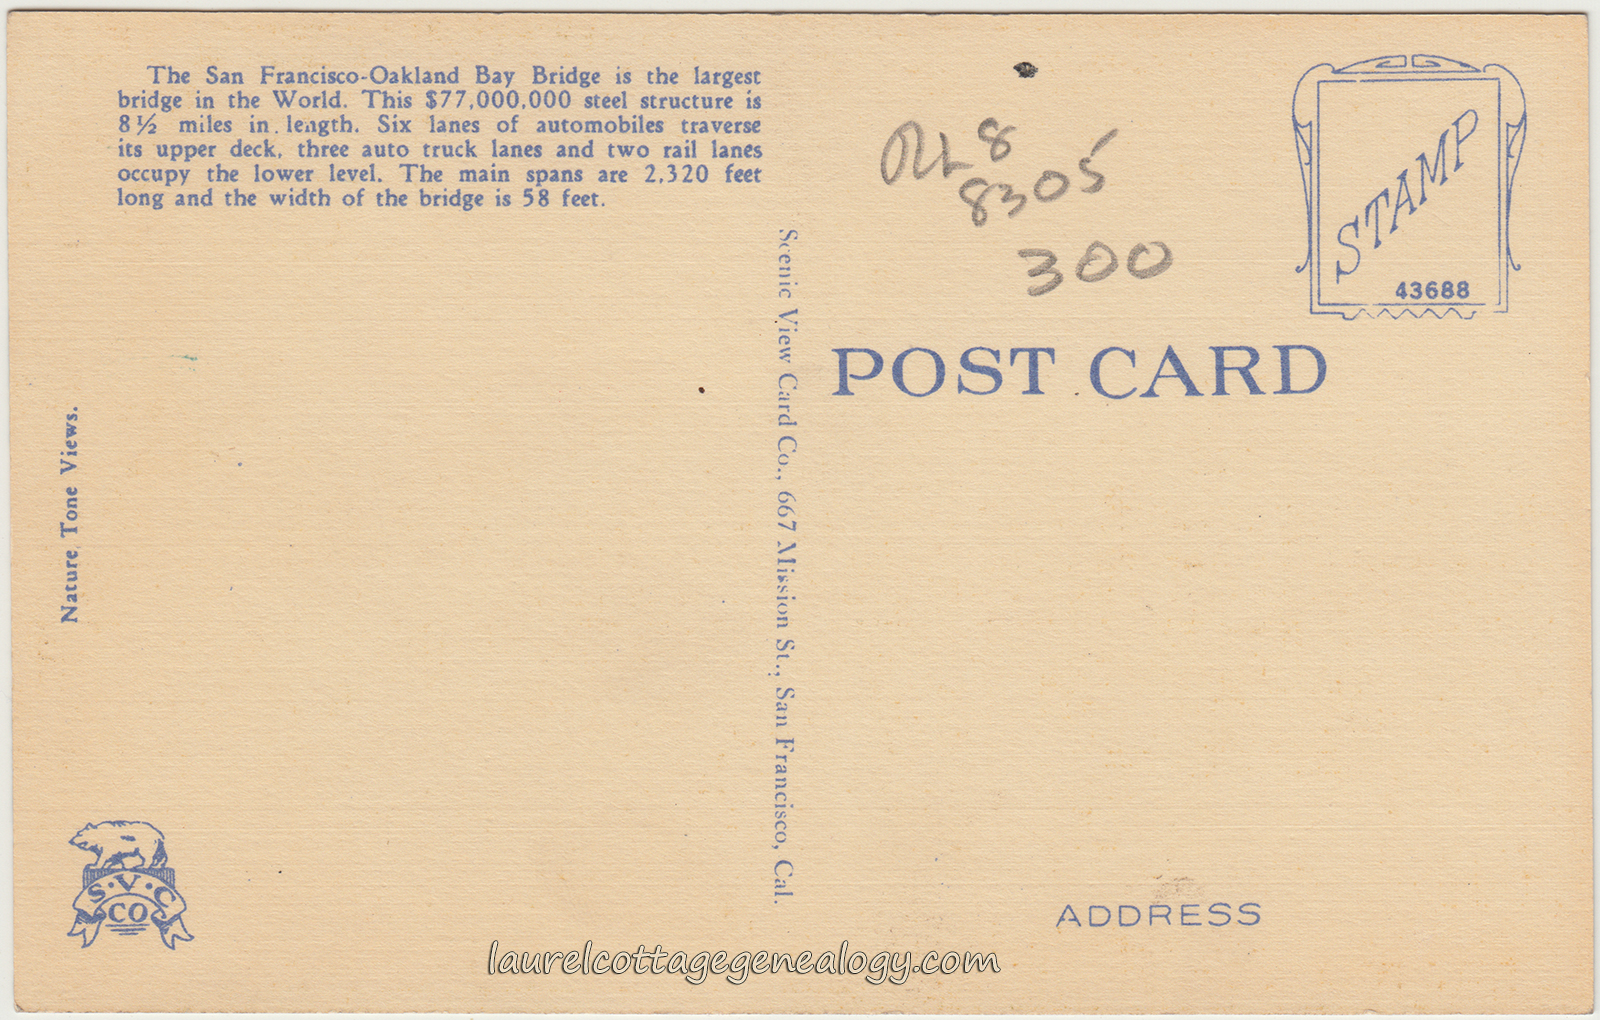 The San Francisco-Oakland Bay Bridge is the largest
bridge in the World. This $77,000,000 steel structure is
8½ miles in length. Six lanes of automobiles traverse
its upper deck, three auto truck lanes and two rail lanes
occupy the lower level. The main spans are 2,320 feet
long and the width of the bridge is 58 feet.
Nature Tone Views.
S·V·C
CO
Scenic View Card Co., 667 Mission St., San Francisco, Cal.
8
8305
300
STAMP
43688
POST CARD
ADDRESS
laurelcottagegenealogy.com